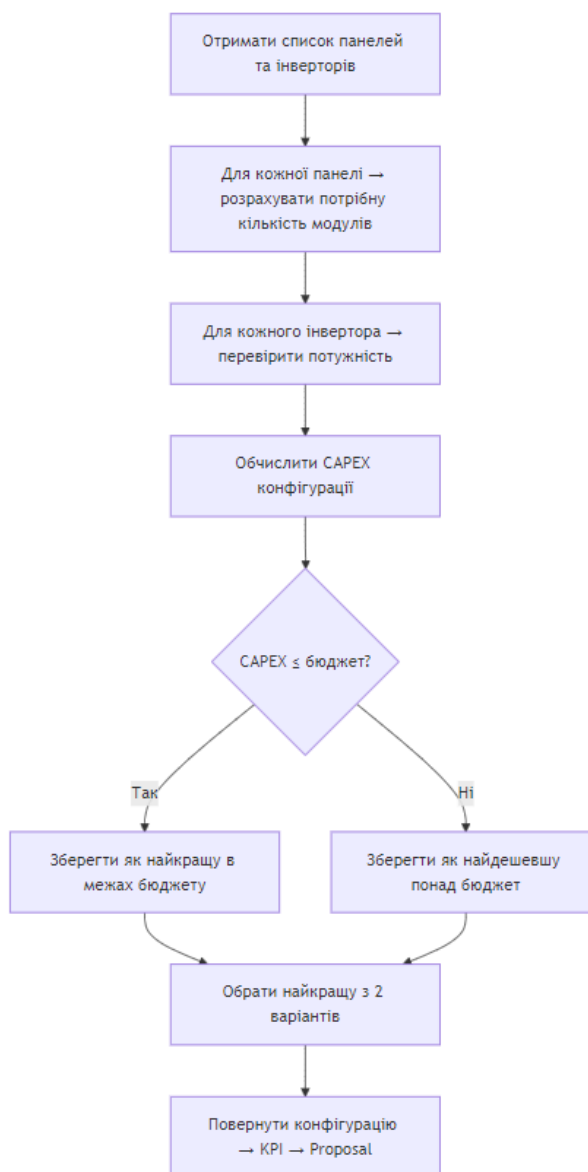 Отримати список панелей
та інверторів
Для кожної панелі →
розрахувати потрібну
кількість модулів
Для кожного інвертора →
перевірити потужність
Обчислити CAPEX
конфігурації
CAPEX ≤ бюджет?
Так
Ні
Зберегти як найкращу в
межах бюджету
Зберегти як найдешевшу
понад бюджет
Обрати найкращу з 2
варіантів
Повернути конфігурацію
→ KPI → Proposal